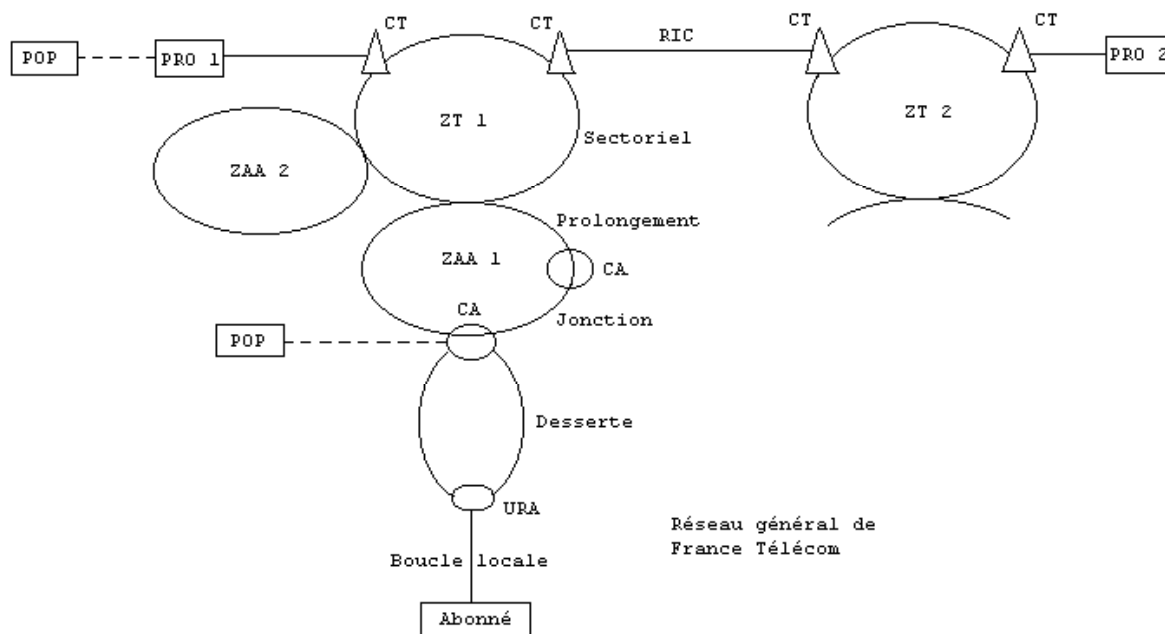 CT
CT
CT
CT
RIC
POP
PRO 1
PRO 2
ZT 1
ZT 2
Sectoriel
ZAA 2
Prolongement
ZAA 1
CA
CA
Jonction
POP
Desserte
URA
Réseau général de
France Télécom
Boucle locale
Abonné